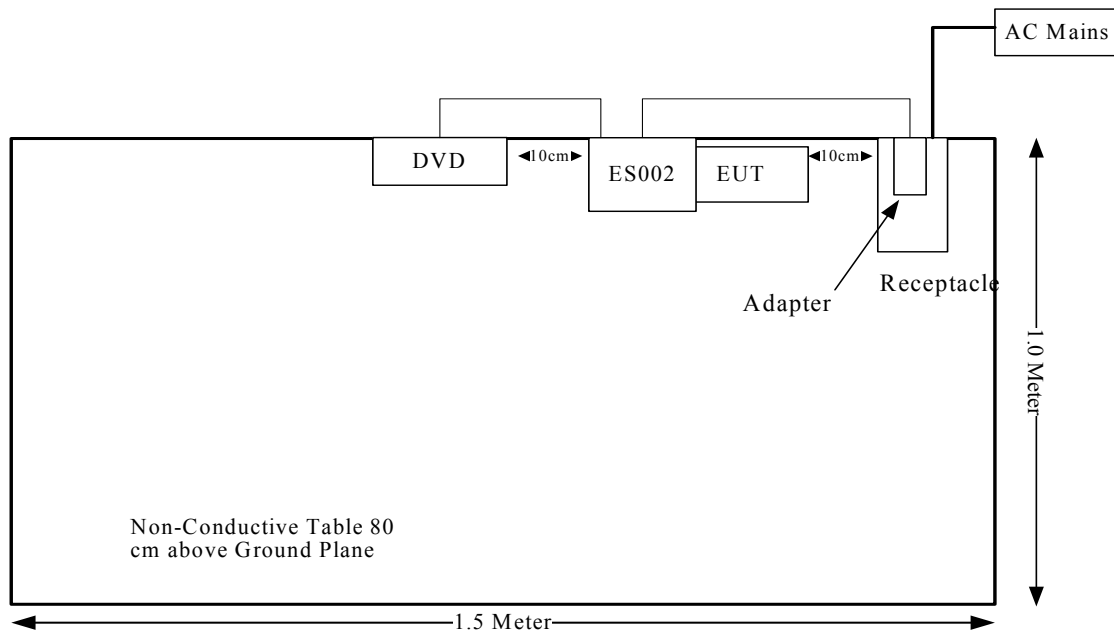 AC Mains
DVD
10cm
ES002
EUT
10cm
Receptacle
Adapter
1.0 Meter
Non-Conductive Table 80
cm above Ground Plane
1.5 Meter